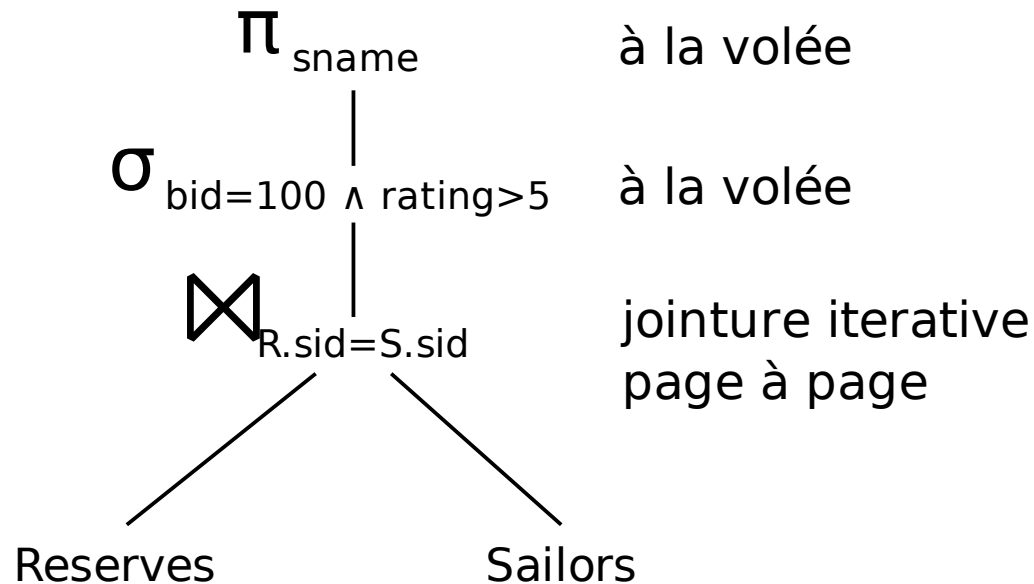 π sname à la volée
σ bid=100 ∧ rating>5 à la volée
⋈ R.sid=S.sid jointure iterative
page à page
Reserves Sailors